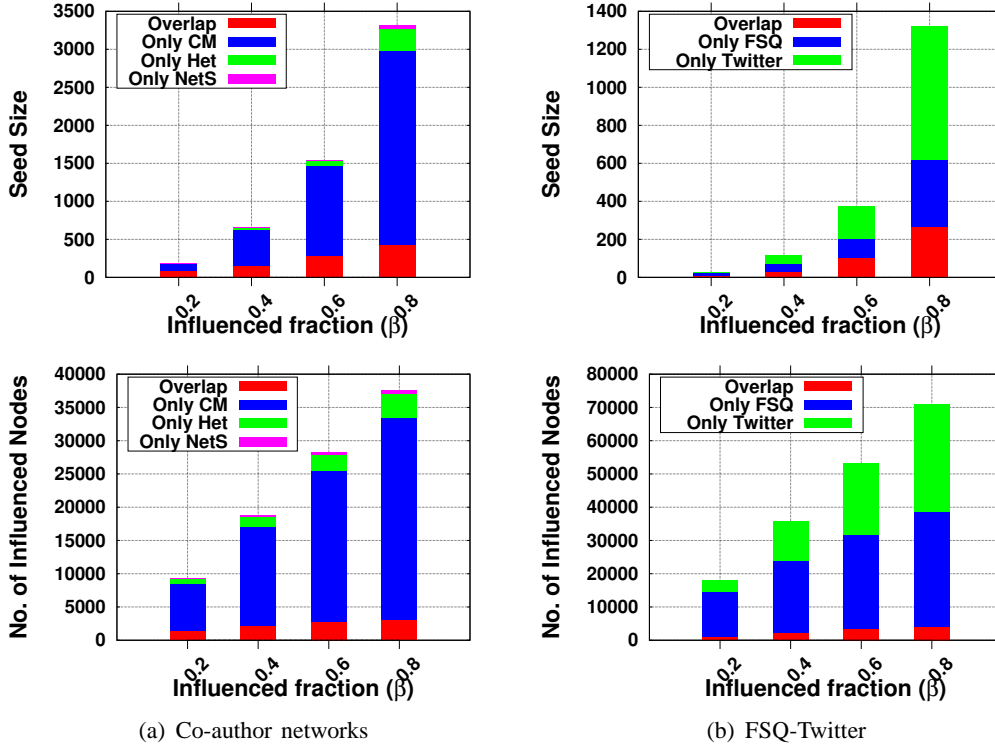 Seed Size
3500
3000
2500
2000
1500
1000
500
0
Overlap
Only CM
Only Het
Only NetS
0.2
0.4
0.6
0.8
Influenced fraction (β)
Seed Size
1400
1200
1000
800
600
400
200
0
Overlap
Only FSQ
Only Twitter
0.2
0.4
0.6
0.8
Influenced fraction (β)
No. of Influenced Nodes
40000
35000
30000
25000
20000
15000
10000
5000
0
Overlap
Only CM
Only Het
Only NetS
0.2
0.4
0.6
0.8
Influenced fraction (β)
No. of Influenced Nodes
80000
70000
60000
50000
40000
30000
20000
10000
0
Overlap
Only FSQ
Only Twitter
0.2
0.4
0.6
0.8
Influenced fraction (β)
(a) Co-author networks
(b) FSQ-Twitter